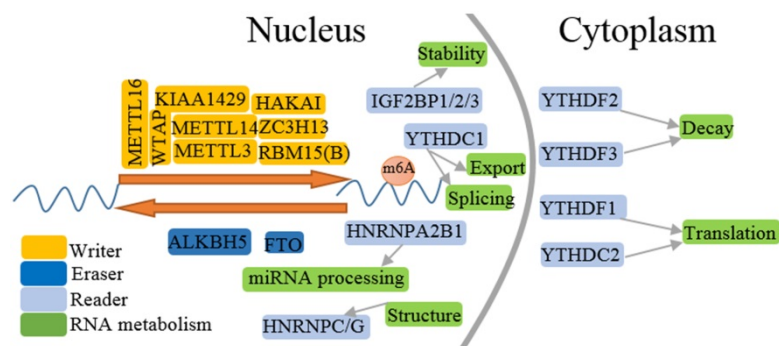 Nucleus
Cytoplasm
Stability
IGF2BP1/2/3
METTL16
WTAP
KIAA1429
HAKAI
METTL14
ZC3H13
METTL3
RBM15(B)
YTHDC1
Export
Splicing
m6A
ALKBH5
FTO
HNRNPA2B1
miRNA processing
Structure
HNRNPC/G
YTHDF2
YTHDF3
Decay
YTHDF1
YTHDC2
Translation
Writer
Eraser
Reader
RNA metabolism